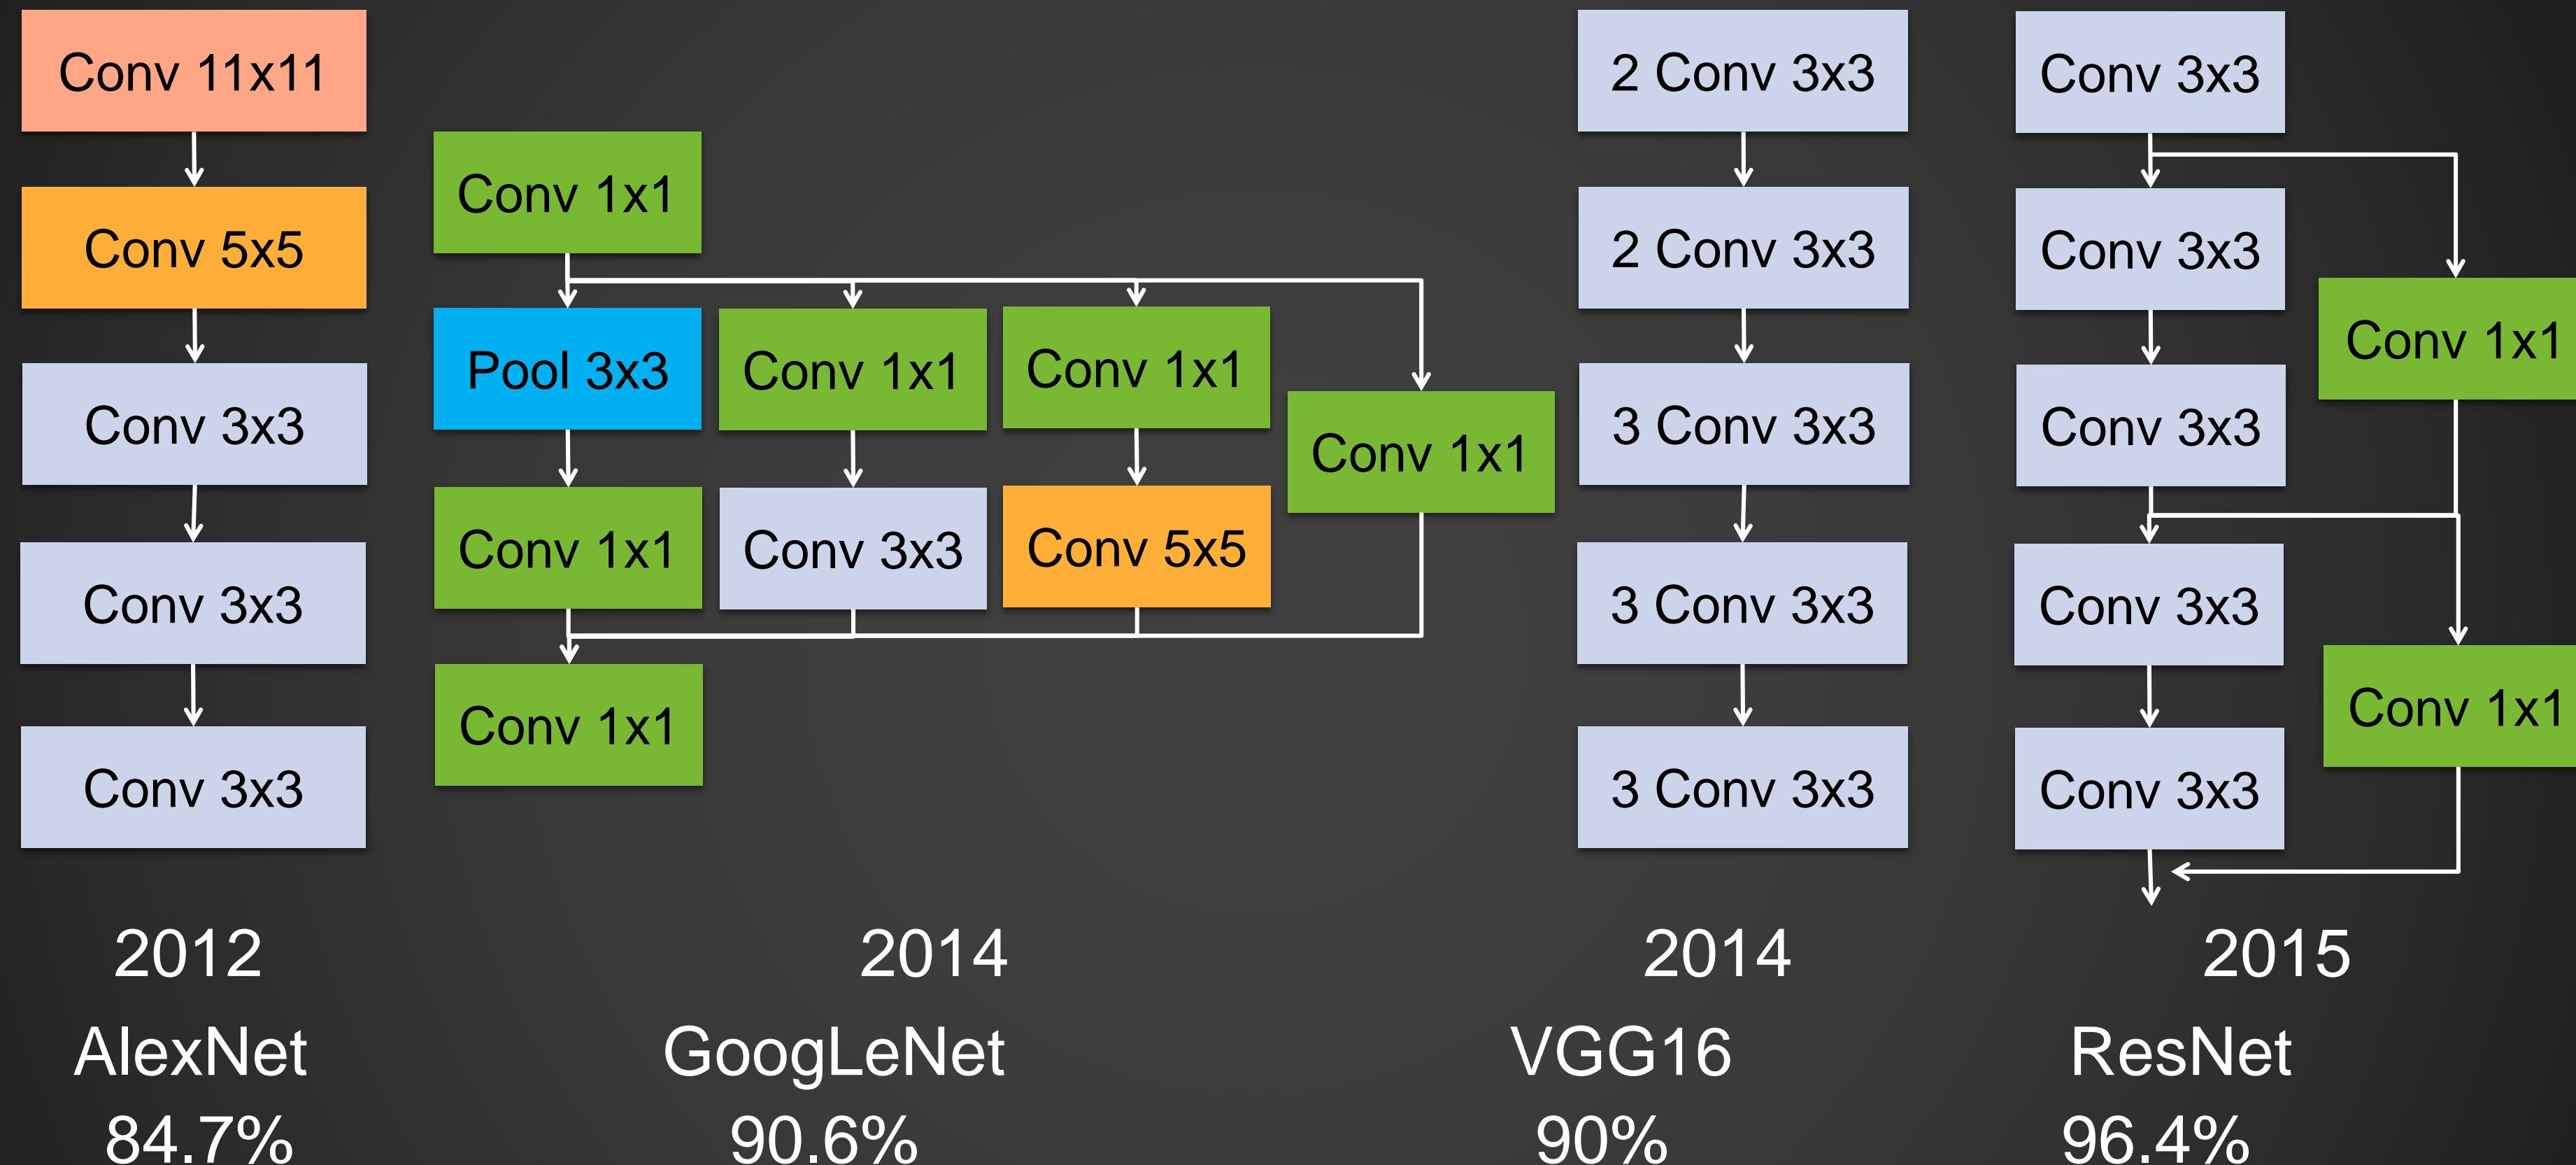 Conv 11x11
Conv 5x5
Conv 3x3
Conv 3x3
Conv 3x3
2012
AlexNet
84.7%
Conv 1x1
Pool 3x3
Conv 1x1
Conv 1x1
Conv 1x1
Conv 1x1
Conv 3x3
Conv 5x5
Conv 1x1
2014
GoogLeNet
90.6%
2 Conv 3x3
2 Conv 3x3
3 Conv 3x3
3 Conv 3x3
3 Conv 3x3
2014
VGG16
90%
Conv 3x3
Conv 3x3
Conv 1x1
Conv 3x3
Conv 3x3
Conv 1x1
Conv 3x3
2015
ResNet
96.4%